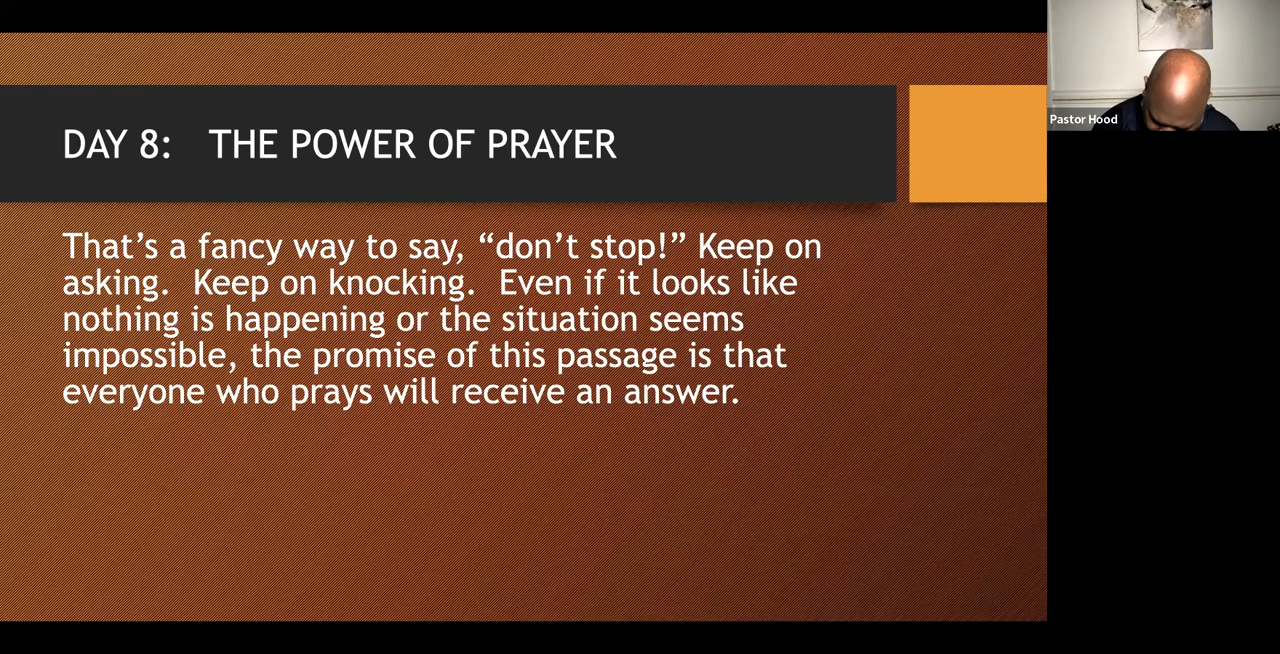 DAY 8: THE POWER OF PRAYER
Pastor Hood
That’s a fancy way to say, “don’t stop!” Keep on
asking.  Keep on knocking.  Even if it looks like
nothing is happening or the situation seems
impossible, the promise of this passage is that
everyone who prays will receive an answer.